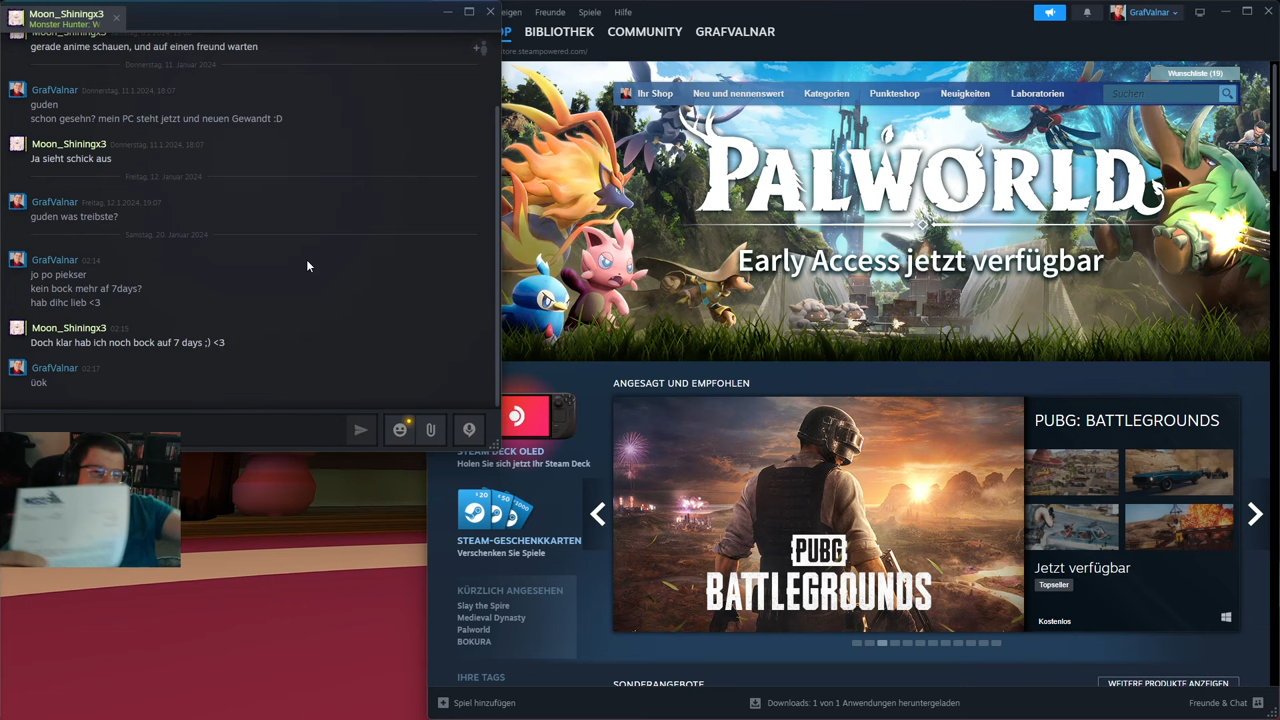 Moon_Shiningx3
Monster Hunter: W
Moon_Shiningx3
gerade anime schauen, und auf einen freund warten
Donnerstag, 11. Januar 2024
GrafValnar Donnerstag, 11.1.2024, 18:07
guden
schon gesehn? mein PC steht jetzt und neuen Gewandt :D
Moon_Shiningx3 Donnerstag, 11.1.2024, 18:07
Ja sieht schick aus
Freitag, 12. Januar 2024
GrafValnar Freitag, 12.1.2024, 19:07
guden was treibste?
Samstag, 20. Januar 2024
GrafValnar 02:14
jo po piekser
kein bock mehr af 7days?
hab dihc lieb <3
Moon_Shiningx3 02:15
Doch klar hab ich noch bock auf 7 days ;) <3
GrafValnar 02:17
üok
eigen Freunde Spiele Hilfe
GrafValnar
OP BIBLIOTHEK COMMUNITY GRAFVALNAR
tore.steampowered.com/
Wunschliste (19)
Ihr Shop Neu und nennenswert Kategorien Punkteshop Neuigkeiten Laboratorien Suchen
PALWORLD
Early Access jetzt verfügbar
STEAM DECK OLED
Holen Sie sich jetzt Ihr Steam Deck
$20 $50 $100
STEAM-GESCHENKKARTEN
Verschenken Sie Spiele
KÜRZLICH ANGESEHEN
Slay the Spire
Medieval Dynasty
Palworld
BOKURA
IHRE TAGS
ANGESAGT UND EMPFOHLEN
PUBG
BATTLEGROUNDS
PUBG: BATTLEGROUNDS
Jetzt verfügbar
Topseller
Kostenlos
SONDERANGEBOTE
WEITERE PRODUKTE ANZEIGEN
Spiel hinzufügen
Downloads: 1 von 1 Anwendungen heruntergeladen
Freunde & Chat